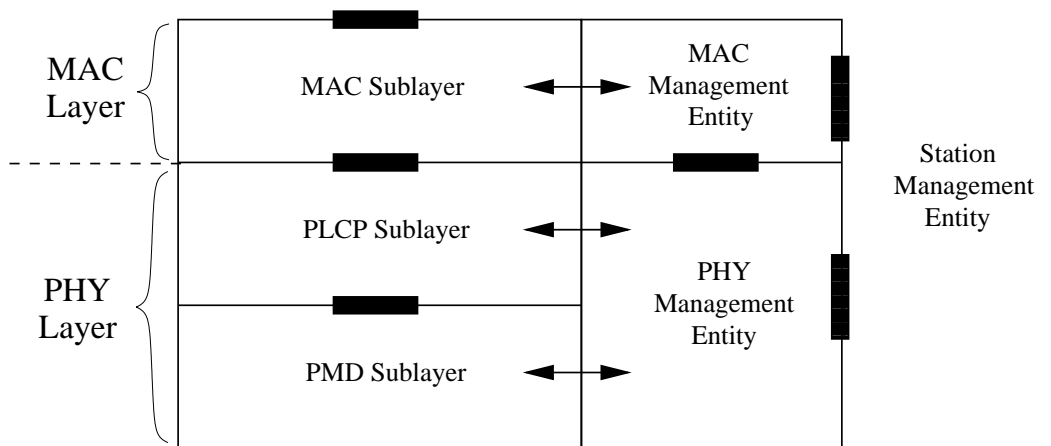 MAC
Layer
MAC Sublayer
MAC
Management
Entity
Station
Management
Entity
PLCP Sublayer
PHY
Layer
PHY
Management
Entity
PMD Sublayer